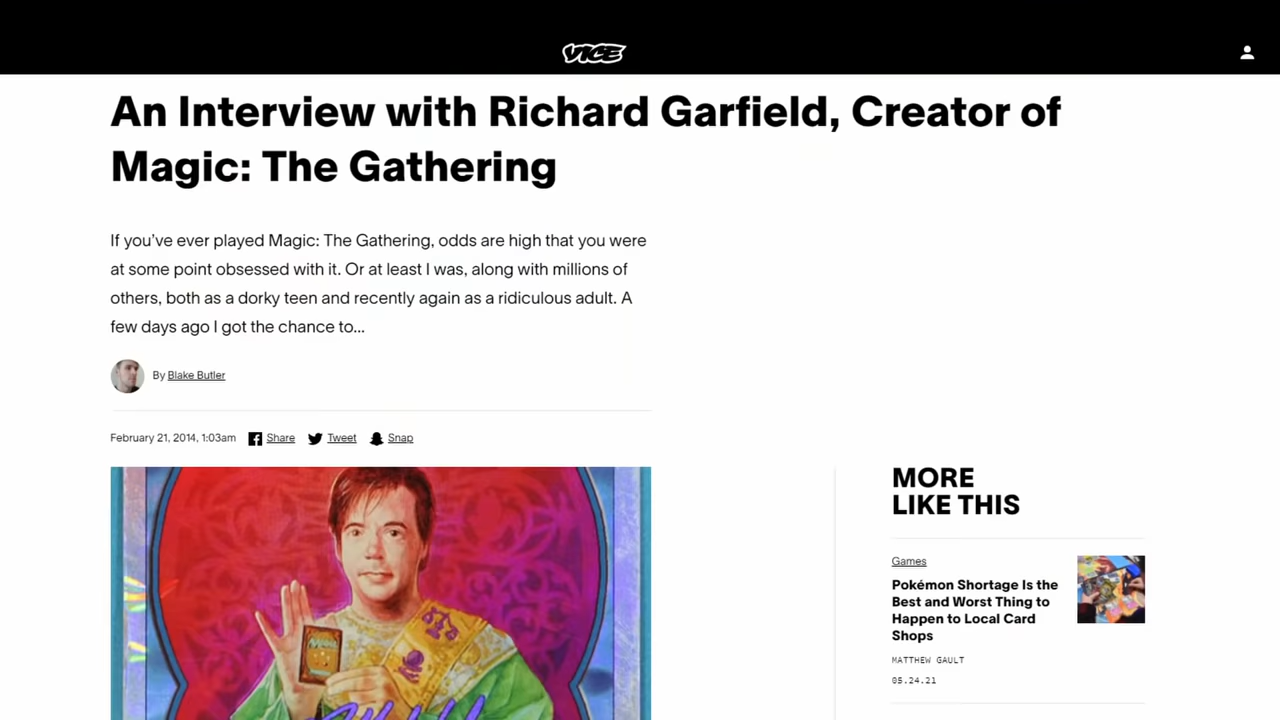 VICE
An Interview with Richard Garfield, Creator of
Magic: The Gathering
If you've ever played Magic: The Gathering, odds are high that you were
at some point obsessed with it. Or at least I was, along with millions of
others, both as a dorky teen and recently again as a ridiculous adult. A
few days ago I got the chance to...
By Blake Butler
February 21, 2014, 1:03am Share Tweet Snap
MORE
LIKE THIS
Games
Pokémon Shortage Is the
Best and Worst Thing to
Happen to Local Card
Shops
MATTHEW GAULT
05.24.21